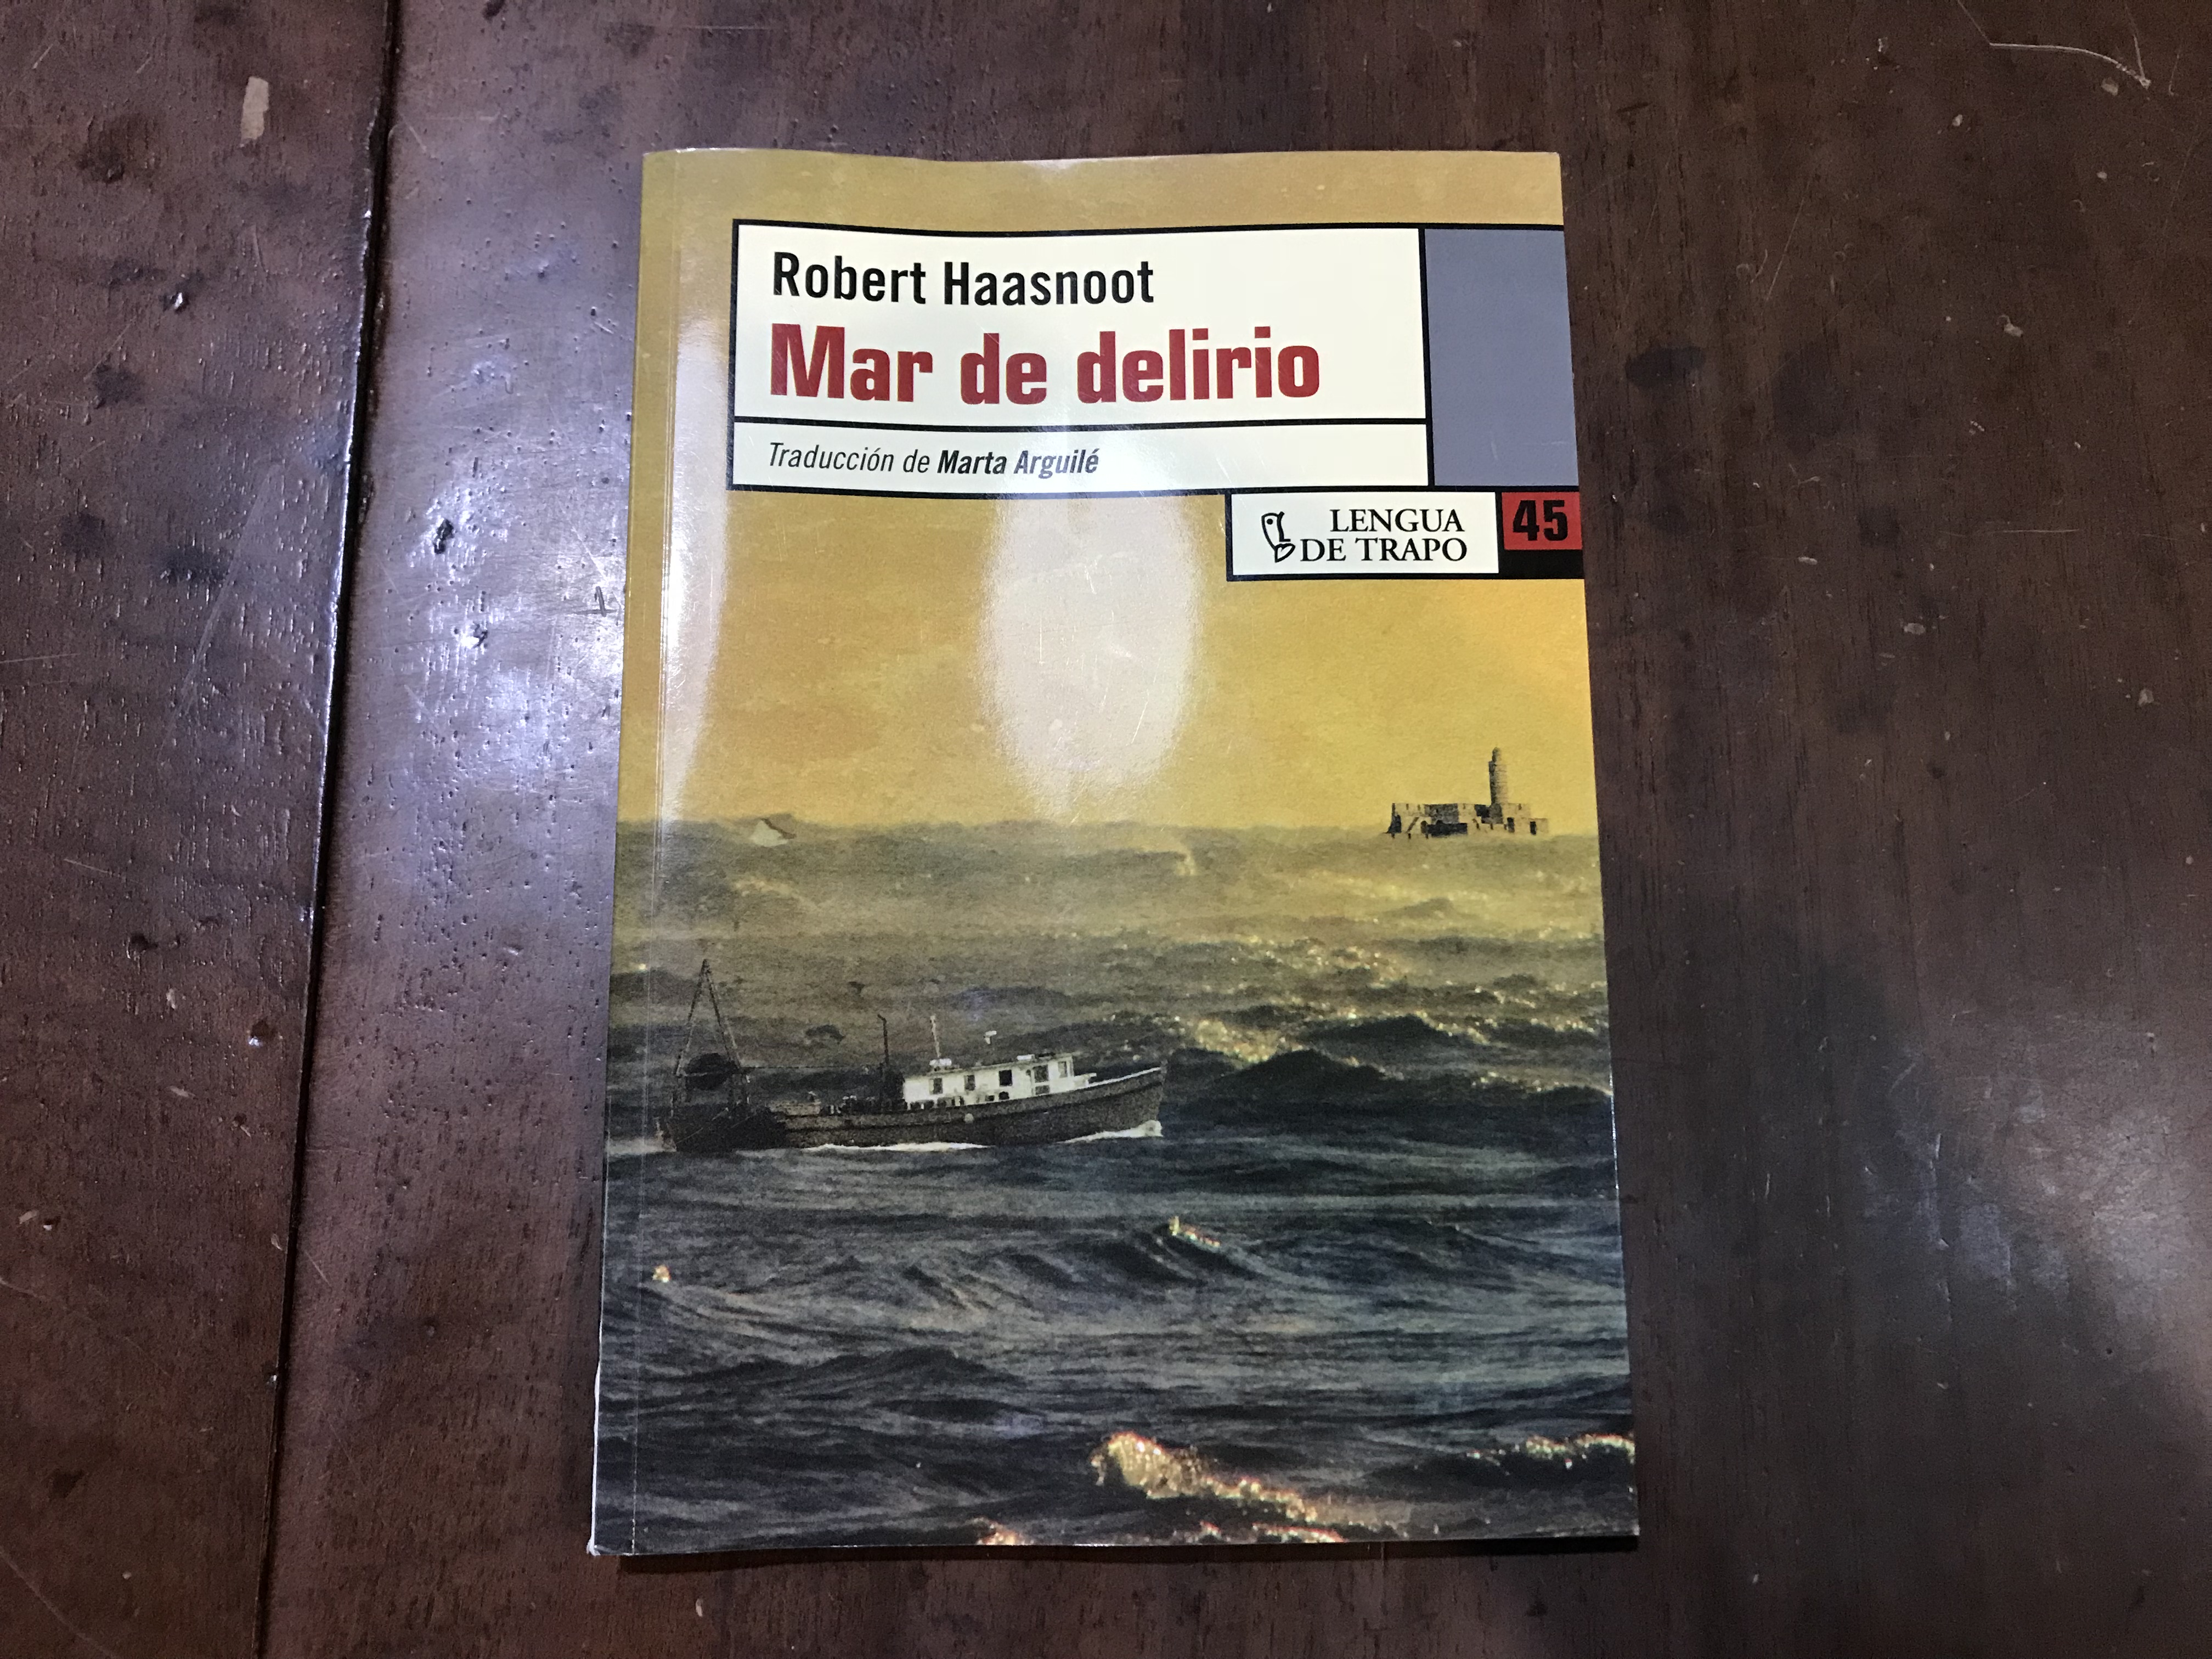 Robert Haasnoot
Mar de delirio
Traducción de Marta Arguilé
LENGUA
DE TRAPO
45